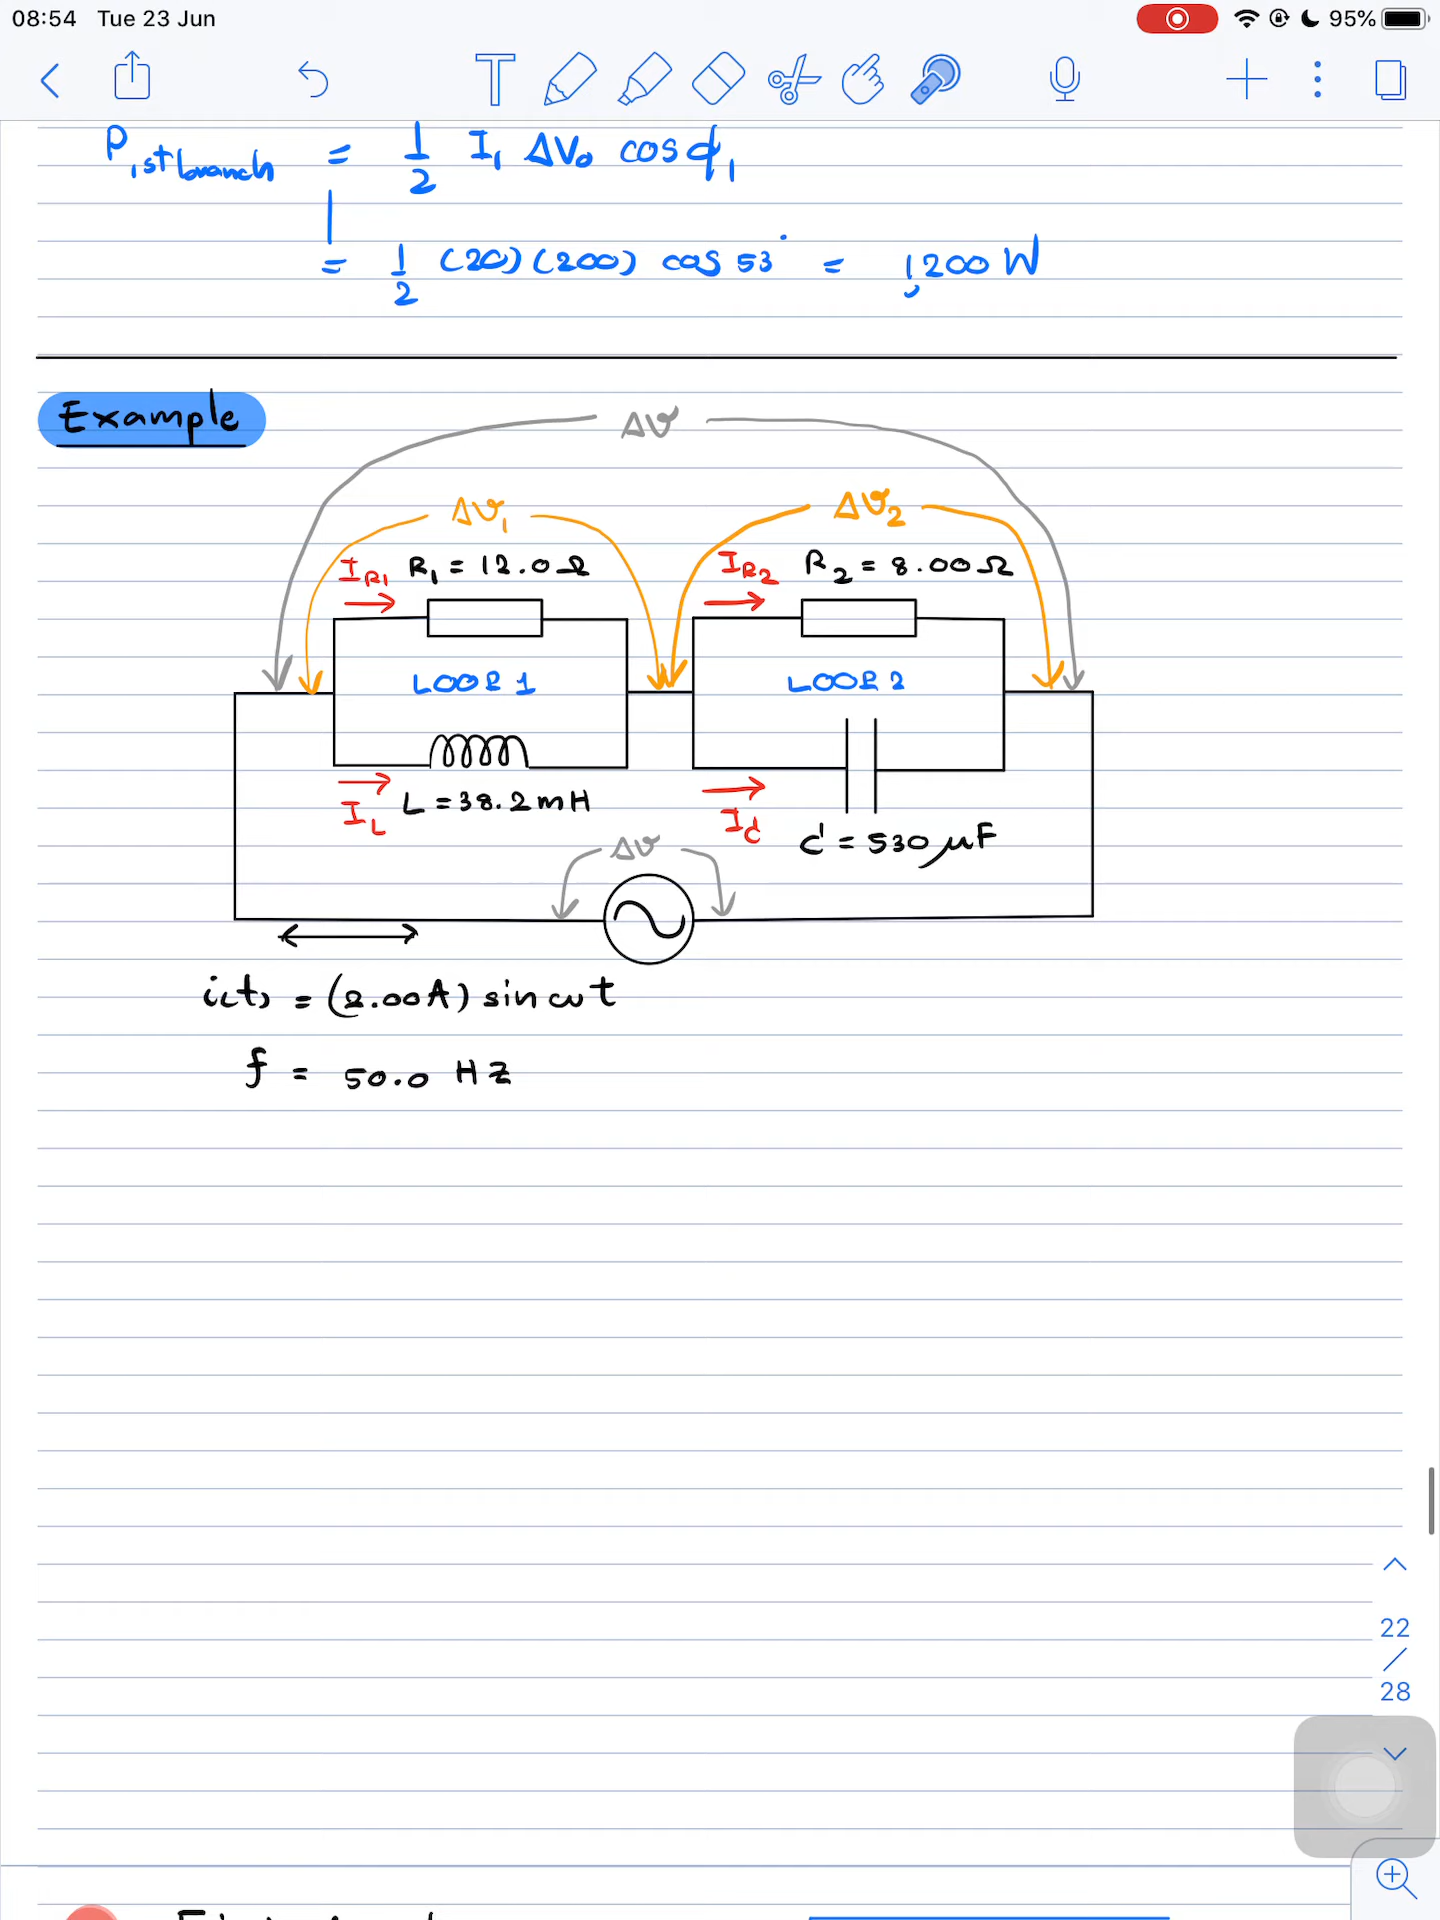 08:54 Tue 23 Jun 95%
P1st branch = 1/2 I1 ΔV0 cos φ1
= 1/2 (20)(200) cos 53° = 1,200 W
Example
Δv
Δv1 Δv2
IR1 R1 = 12.0 Ω IR2 R2 = 8.00 Ω
LOOP 1 LOOP 2
IL L = 38.2 mH IC C = 530 μF
Δv
i(t) = (2.00 A) sin ωt
f = 50.0 Hz
22
/
28